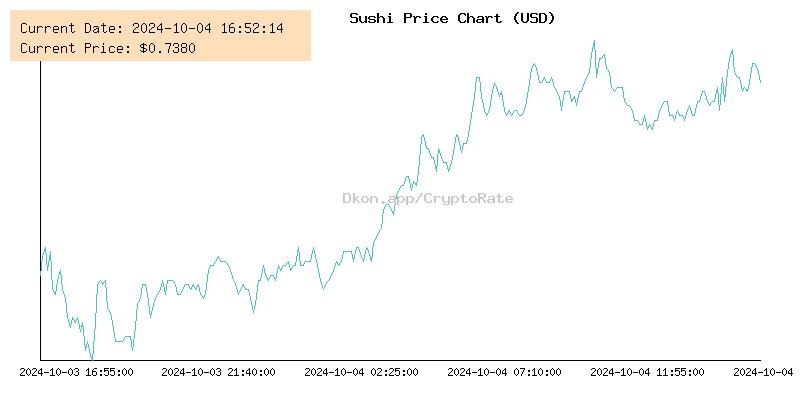 Sushi Price Chart (USD)
Current Date: 2024-10-04 16:52:14
Current Price: $0.7380
Dkon.app/CryptoRate
2024-10-03 16:55:00 2024-10-03 21:40:00 2024-10-04 02:25:00 2024-10-04 07:10:00 2024-10-04 11:55:00 2024-10-04